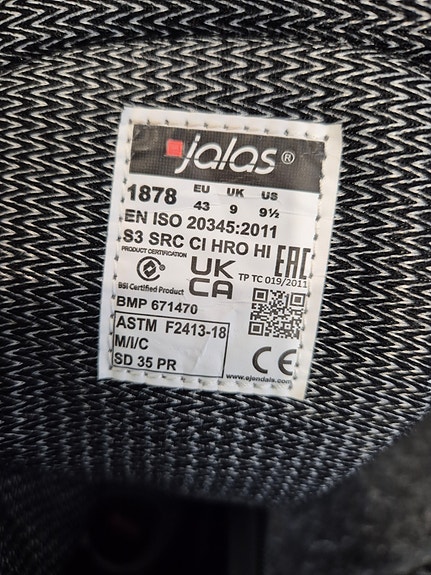 jalas®
EU UK US
1878 43 9 9½
EN ISO 20345:2011
S3 SRC CI HRO HI
PRODUCT CERTIFICATION
BSI Certified Product
UK
CA
EAC
TP TC 019/2011
BMP 671470
ASTM F2413-18
M/I/C
SD 35 PR
CE
www.ejendals.com